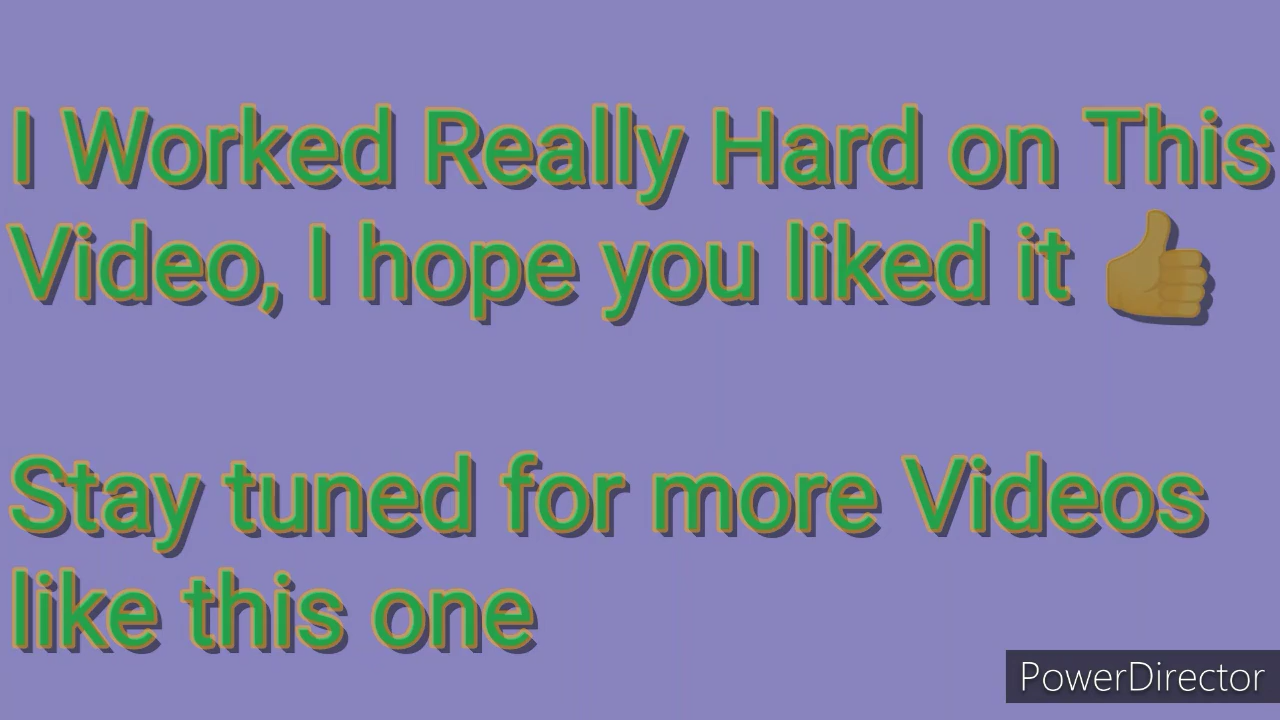 I Worked Really Hard on This
Video, I hope you liked it 👍
Stay tuned for more Videos
like this one
PowerDirector